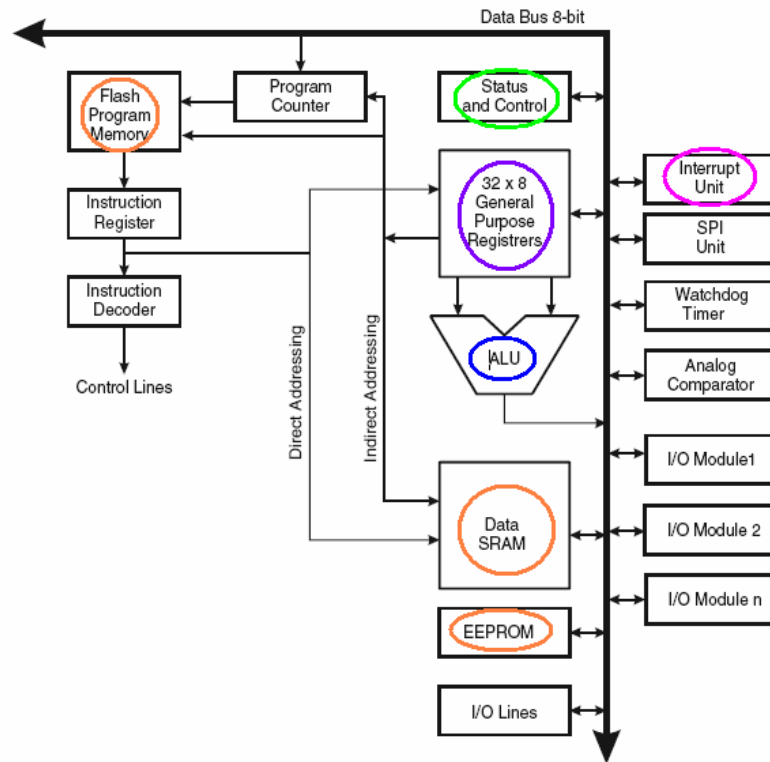 Data Bus 8-bit
Flash
Program
Memory
Program
Counter
Status
and Control
Interrupt
Unit
32 x 8
General
Purpose
Registrers
Instruction
Register
SPI
Unit
Instruction
Decoder
Watchdog
Timer
ALU
Analog
Comparator
Control Lines
Direct Addressing
Indirect Addressing
I/O Module1
Data
SRAM
I/O Module 2
I/O Module n
EEPROM
I/O Lines